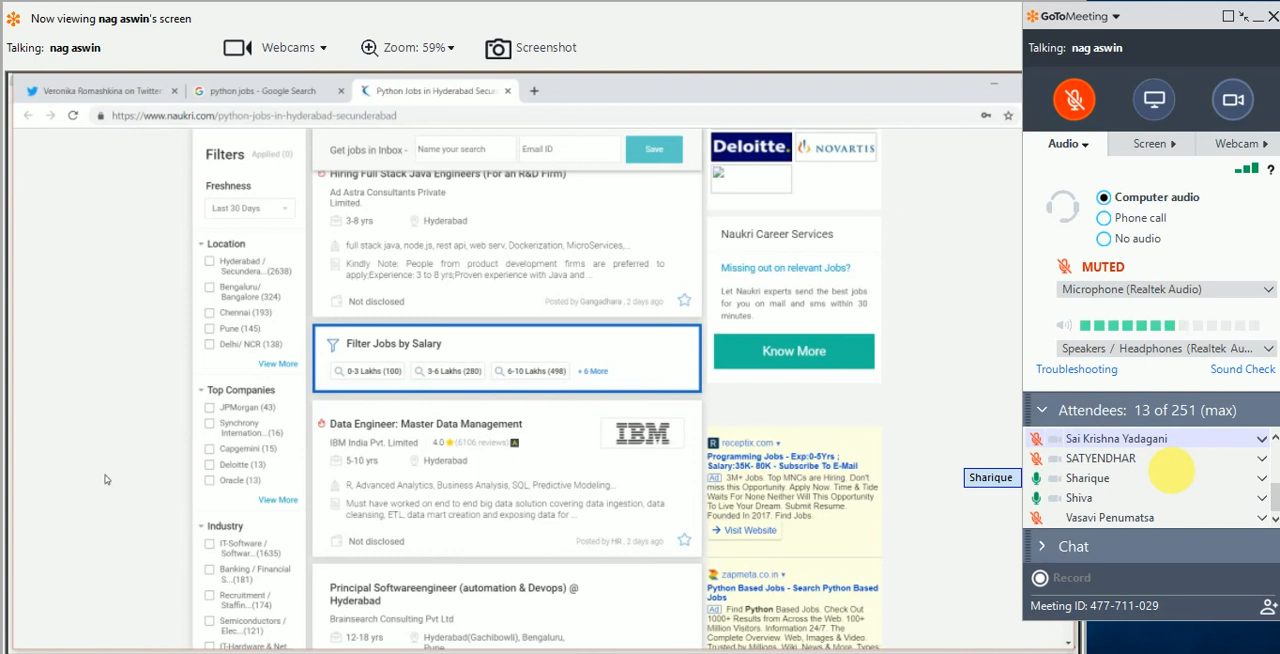 Now viewing nag aswin's screen
Talking: nag aswin
Webcams
Zoom: 59%
Screenshot
Veronika Romashkina on Twitter
python jobs - Google Search
Python Jobs in Hyderabad Secun
https://www.naukri.com/python-jobs-in-hyderabad-secunderabad
Filters Applied (0)
Freshness
Last 30 Days
Location
Hyderabad /
Secundera...(2638)
Bengaluru/
Bangalore (324)
Chennai (193)
Pune (145)
Delhi/ NCR (138)
View More
Top Companies
JPMorgan (43)
Synchrony
Internation...(16)
Capgemini (15)
Deloitte (13)
Oracle (13)
View More
Industry
IT-Software /
Softwar...(1635)
Banking / Financial
S...(181)
Recruitment /
Staffin...(174)
Semiconductors /
Elec...(121)
IT-Hardware & Net
Get jobs in Inbox -
Name your search
Email ID
Save
Hiring Full Stack Java Engineers (For an R&D Firm)
Ad Astra Consultants Private
Limited.
3-8 yrs
Hyderabad
full stack java, node.js, rest api, web serv, Dockerization, MicroServices,...
Kindly Note: People from product development firms are preferred to
apply:Experience: 3 to 8 yrs;Proven experience with Java and ...
Not disclosed
Posted by Gangadhara , 2 days ago
Filter Jobs by Salary
0-3 Lakhs (100)
3-6 Lakhs (280)
6-10 Lakhs (498)
+ 6 More
Data Engineer: Master Data Management
IBM India Pvt. Limited 4.0 (6106 reviews) A
IBM
5-10 yrs
Hyderabad
R, Advanced Analytics, Business Analysis, SQL, Predictive Modeling...
Must have worked on end to end big data solution covering data ingestion, data
cleansing, ETL, data mart creation and exposing data for ...
Not disclosed
Posted by HR , 2 days ago
Principal Softwareengineer (automation & Devops) @
Hyderabad
Brainsearch Consulting Pvt Ltd
12-18 yrs
Hyderabad(Gachibowli), Bengaluru,
Pune
Deloitte.
NOVARTIS
Naukri Career Services
Missing out on relevant Jobs?
Let Naukri experts send the best jobs
for you on mail and sms within 30
minutes.
Know More
receptix.com
Programming Jobs - Exp:0-5Yrs ;
Salary:35K- 80K - Subscribe To E-Mail
Ad 3M+ Jobs. Top MNCs are Hiring. Don't
miss this Opportunity. Apply Now. Time & Tide
Waits For None Neither Will This Opportunity
To Live Your Dream. Submit Resume.
Founded In 2017. Find Jobs.
Visit Website
zapmeta.co.in
Python Based Jobs - Search Python Based
Jobs
Ad Find Python Based Jobs. Check Out
1000+ Results from Across the Web. 100+
Million Visitors. Information 24/7. The
Complete Overview. Web, Images & Video.
Trusted by Millions. Wiki, News & More. Types
GoToMeeting
Talking: nag aswin
Audio
Screen
Webcam
?
Computer audio
Phone call
No audio
MUTED
Microphone (Realtek Audio)
Speakers / Headphones (Realtek Au...
Troubleshooting
Sound Check
Attendees: 13 of 251 (max)
Sai Krishna Yadagani
SATYENDHAR
Sharique
Sharique
Shiva
Vasavi Penumatsa
Chat
Record
Meeting ID: 477-711-029